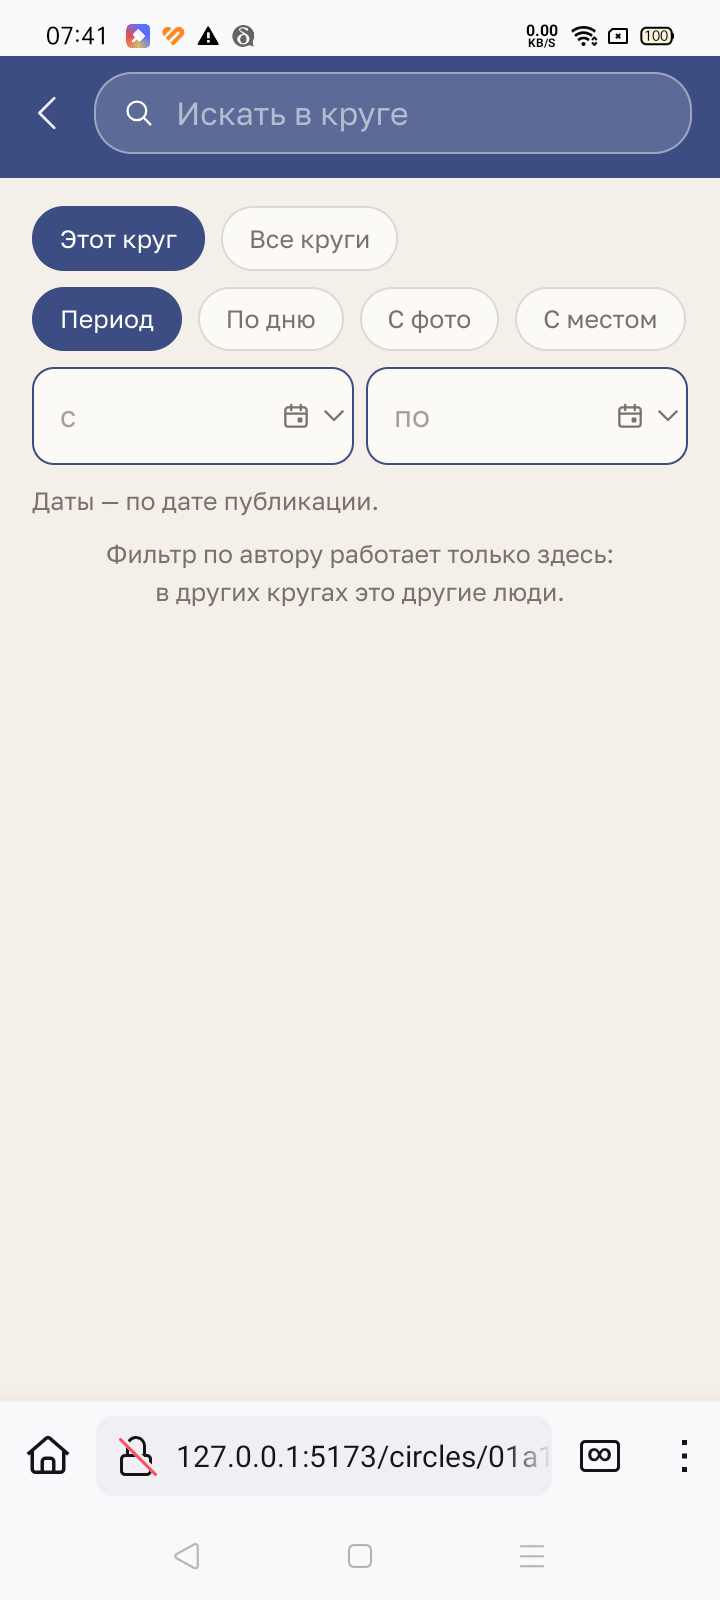 07:41
0.00
KB/S
100
Искать в круге
Этот круг
Все круги
Период
По дню
С фото
С местом
с
по
Даты — по дате публикации.
Фильтр по автору работает только здесь:
в других кругах это другие люди.
127.0.0.1:5173/circles/01a1